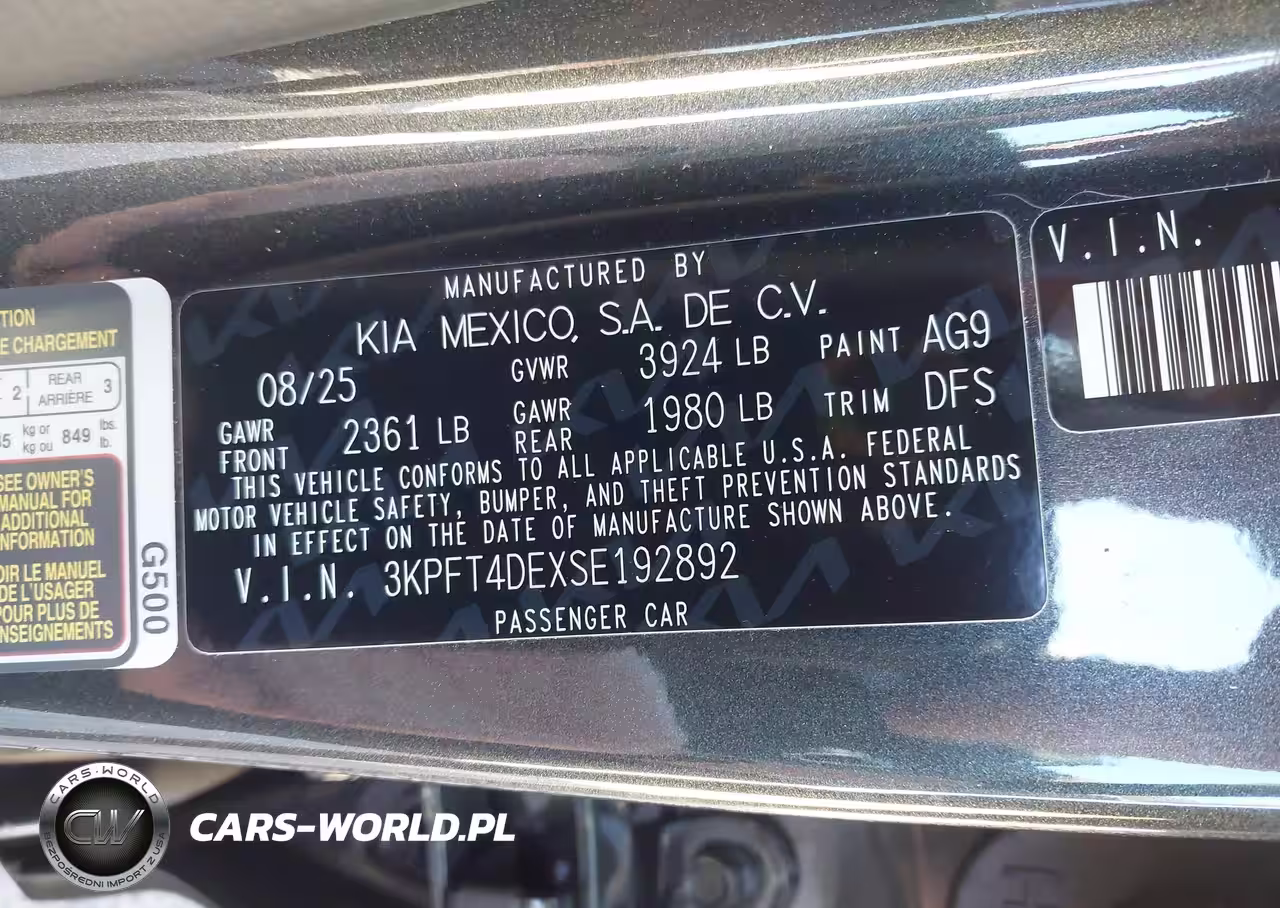 MANUFACTURED BY
KIA MEXICO, S.A. DE C.V.
08/25 GVWR 3924 LB PAINT AG9
GAWR FRONT 2361 LB GAWR REAR 1980 LB TRIM DFS
THIS VEHICLE CONFORMS TO ALL APPLICABLE U.S.A. FEDERAL
MOTOR VEHICLE SAFETY, BUMPER, AND THEFT PREVENTION STANDARDS
IN EFFECT ON THE DATE OF MANUFACTURE SHOWN ABOVE.
V.I.N. 3KPFT4DEXSE192892
PASSENGER CAR
V.I.N.
CHARGEMENT
2 REAR ARRIÈRE 3
kg or kg ou 849 lbs. lb.
SEE OWNER'S
MANUAL FOR
ADDITIONAL
INFORMATION
LE MANUEL
DE L'USAGER
POUR PLUS DE
G500
CARS-WORLD
CW
BEZPOŚREDNI IMPORT Z USA
CARS-WORLD.PL